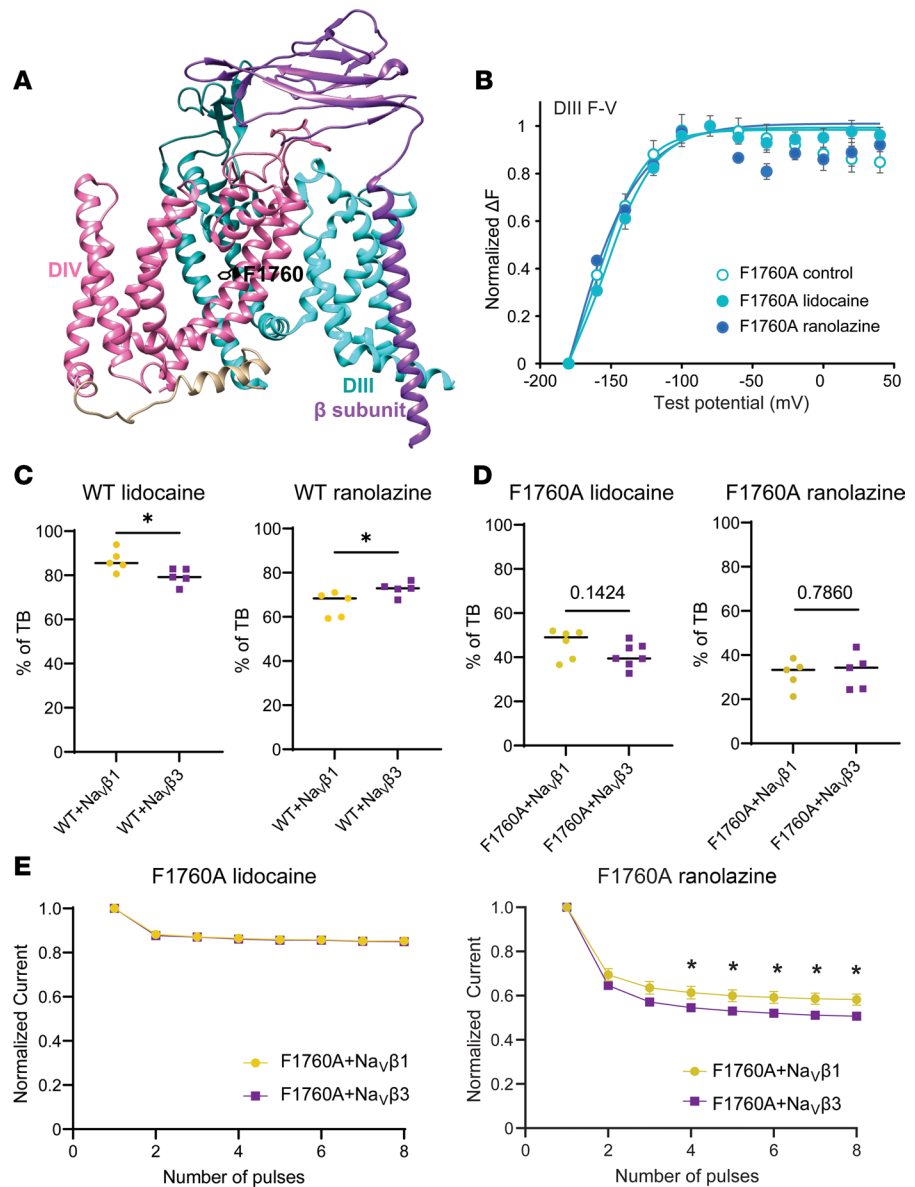 A
DIV
F1760
DIII
β subunit
B
DIII F-V
Normalized ΔF
1
0.8
0.6
0.4
0.2
0
F1760A control
F1760A lidocaine
F1760A ranolazine
-200 -150 -100 -50 0 50
Test potential (mV)
C
WT lidocaine
*
% of TB
100
80
60
40
20
0
WT+NaVβ1
WT+NaVβ3
WT ranolazine
*
% of TB
100
80
60
40
20
0
WT+NaVβ1
WT+NaVβ3
D
F1760A lidocaine
0.1424
% of TB
100
80
60
40
20
0
F1760A+NaVβ1
F1760A+NaVβ3
F1760A ranolazine
0.7860
% of TB
100
80
60
40
20
0
F1760A+NaVβ1
F1760A+NaVβ3
E
F1760A lidocaine
Normalized Current
1.0
0.8
0.6
0.4
0.2
0
F1760A+NaVβ1
F1760A+NaVβ3
0 2 4 6 8
Number of pulses
F1760A ranolazine
Normalized Current
1.0
0.8
0.6
0.4
0.2
0
* * * * *
F1760A+NaVβ1
F1760A+NaVβ3
0 2 4 6 8
Number of pulses